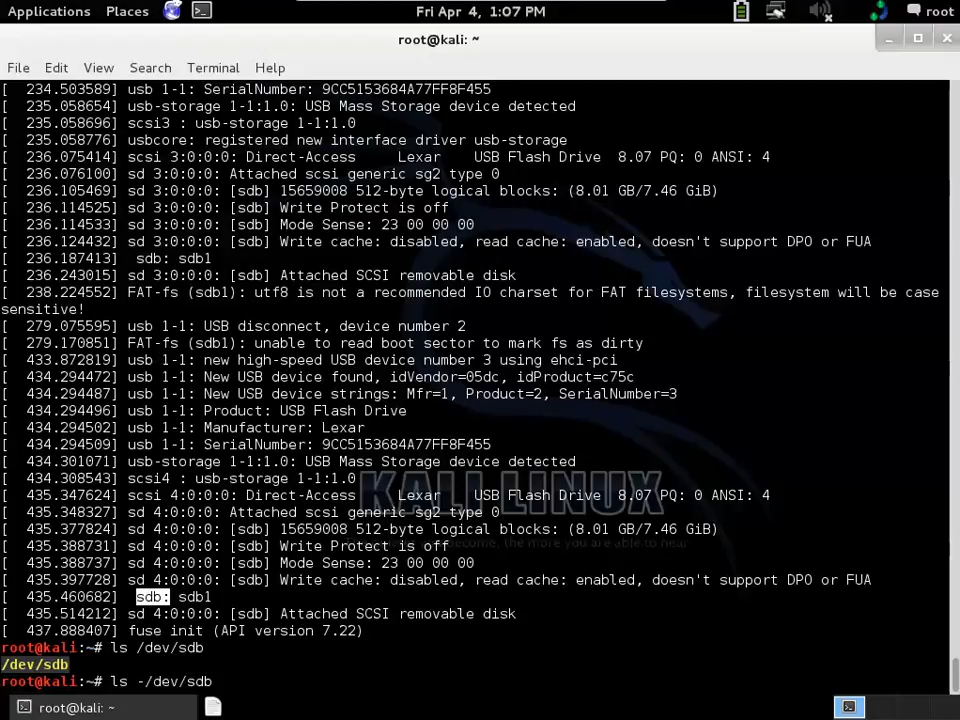 Applications Places Fri Apr 4, 1:07 PM root
root@kali: ~
File Edit View Search Terminal Help
[  234.503589] usb 1-1: SerialNumber: 9CC5153684A77FF8F455
[  235.058654] usb-storage 1-1:1.0: USB Mass Storage device detected
[  235.058696] scsi3 : usb-storage 1-1:1.0
[  235.058776] usbcore: registered new interface driver usb-storage
[  236.075414] scsi 3:0:0:0: Direct-Access     Lexar    USB Flash Drive  8.07 PQ: 0 ANSI: 4
[  236.076100] sd 3:0:0:0: Attached scsi generic sg2 type 0
[  236.105469] sd 3:0:0:0: [sdb] 15659008 512-byte logical blocks: (8.01 GB/7.46 GiB)
[  236.114525] sd 3:0:0:0: [sdb] Write Protect is off
[  236.114533] sd 3:0:0:0: [sdb] Mode Sense: 23 00 00 00
[  236.124432] sd 3:0:0:0: [sdb] Write cache: disabled, read cache: enabled, doesn't support DPO or FUA
[  236.187413]  sdb: sdb1
[  236.243015] sd 3:0:0:0: [sdb] Attached SCSI removable disk
[  238.224552] FAT-fs (sdb1): utf8 is not a recommended IO charset for FAT filesystems, filesystem will be case
sensitive!
[  279.075595] usb 1-1: USB disconnect, device number 2
[  279.170851] FAT-fs (sdb1): unable to read boot sector to mark fs as dirty
[  433.872819] usb 1-1: new high-speed USB device number 3 using ehci-pci
[  434.294472] usb 1-1: New USB device found, idVendor=05dc, idProduct=c75c
[  434.294487] usb 1-1: New USB device strings: Mfr=1, Product=2, SerialNumber=3
[  434.294496] usb 1-1: Product: USB Flash Drive
[  434.294502] usb 1-1: Manufacturer: Lexar
[  434.294509] usb 1-1: SerialNumber: 9CC5153684A77FF8F455
[  434.301071] usb-storage 1-1:1.0: USB Mass Storage device detected
[  434.308543] scsi4 : usb-storage 1-1:1.0
[  435.347624] scsi 4:0:0:0: Direct-Access     Lexar    USB Flash Drive  8.07 PQ: 0 ANSI: 4
[  435.348327] sd 4:0:0:0: Attached scsi generic sg2 type 0
[  435.377824] sd 4:0:0:0: [sdb] 15659008 512-byte logical blocks: (8.01 GB/7.46 GiB)
[  435.388731] sd 4:0:0:0: [sdb] Write Protect is off
[  435.388737] sd 4:0:0:0: [sdb] Mode Sense: 23 00 00 00
[  435.397728] sd 4:0:0:0: [sdb] Write cache: disabled, read cache: enabled, doesn't support DPO or FUA
[  435.460682]  sdb: sdb1
[  435.514212] sd 4:0:0:0: [sdb] Attached SCSI removable disk
[  437.888407] fuse init (API version 7.22)
KALI LINUX
root@kali:~# ls /dev/sdb
/dev/sdb
root@kali:~# ls -/dev/sdb
root@kali: ~